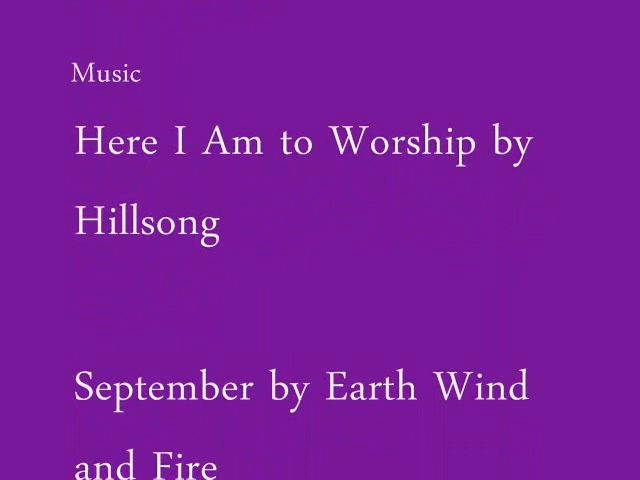 Music
Here I Am to Worship by
Hillsong
September by Earth Wind
and Fire